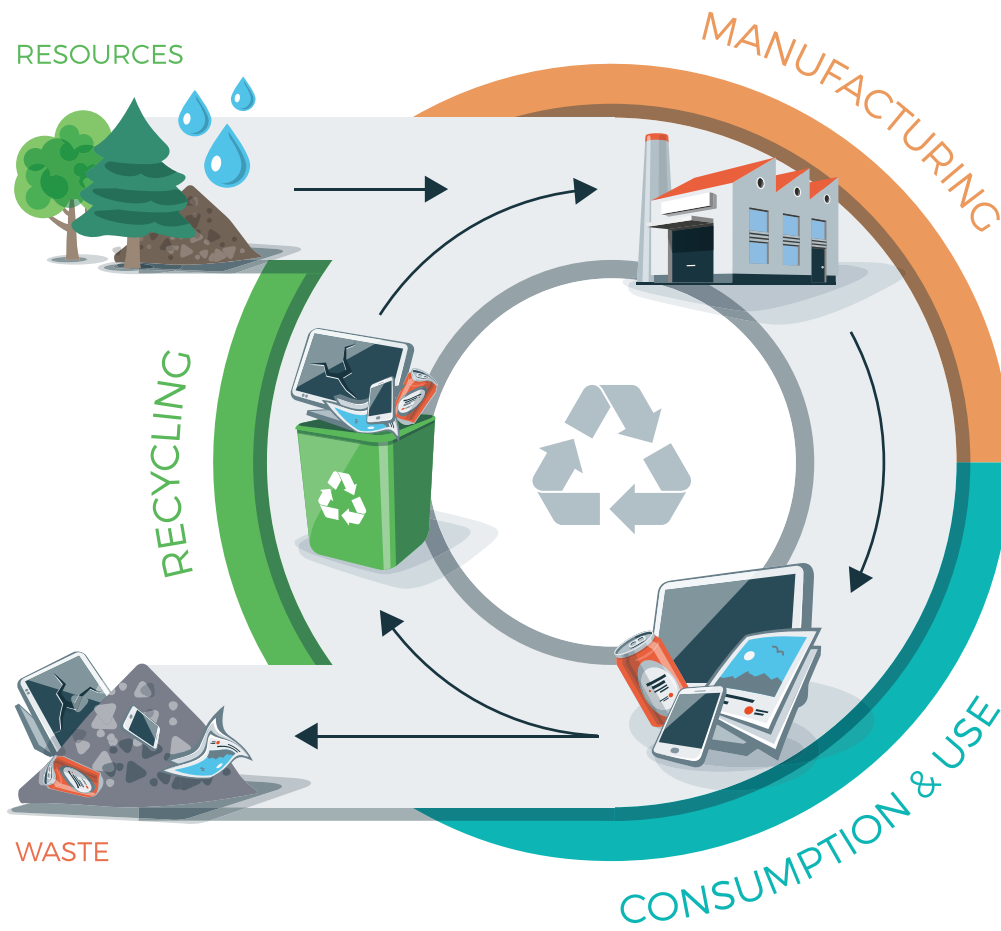 RESOURCES
MANUFACTURING
RECYCLING
CONSUMPTION & USE
WASTE